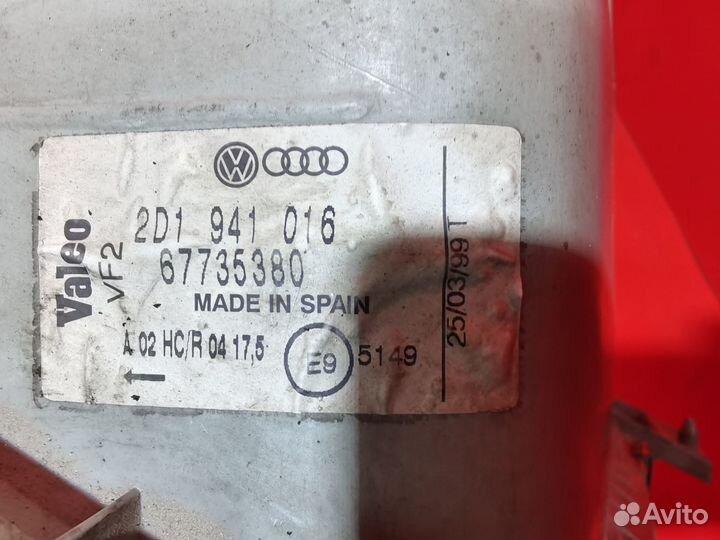 Valeo
VF2
2D1 941 016
67735380
MADE IN SPAIN
A 02 HC/R 04 17,5
E9
5149
25/03/99 T
Avito